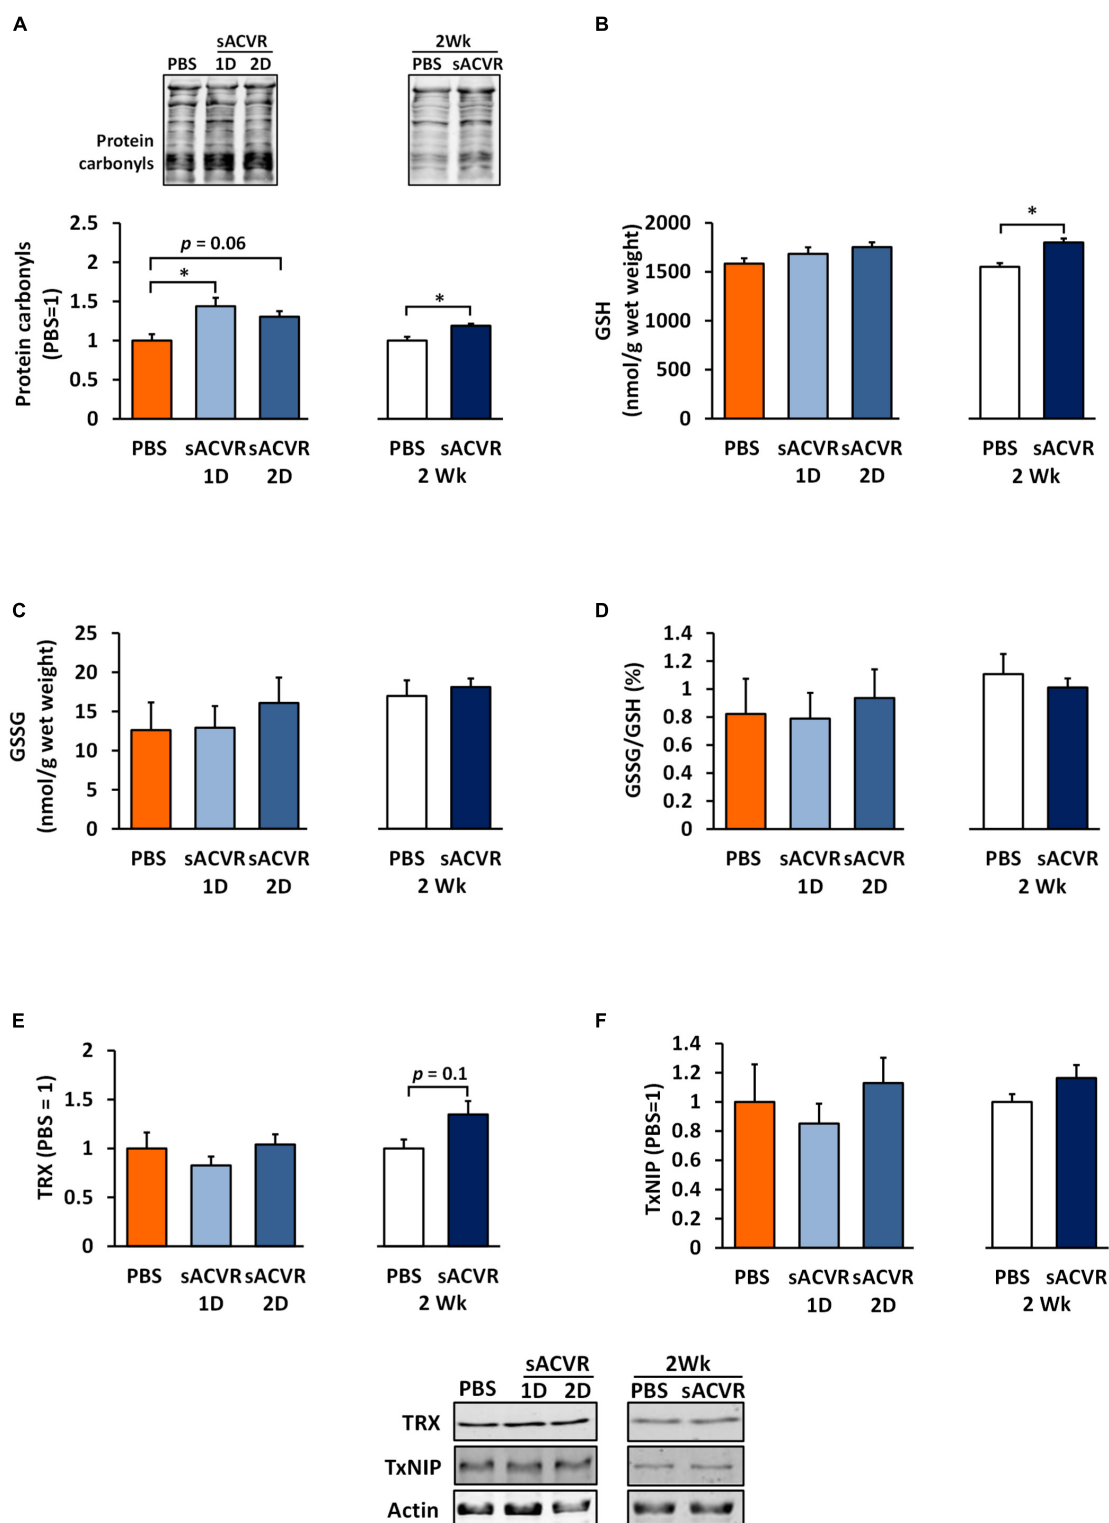 A
sACVR
PBS 1D 2D
2Wk
PBS sACVR
Protein
carbonyls
Protein carbonyls
(PBS=1)
2.5
2
1.5
1
0.5
0
p = 0.06
*
*
PBS sACVR sACVR
1D 2D
PBS sACVR
2 Wk
B
GSH
(nmol/g wet weight)
2000
1500
1000
500
0
*
PBS sACVR sACVR
1D 2D
PBS sACVR
2 Wk
C
GSSG
(nmol/g wet weight)
25
20
15
10
5
0
PBS sACVR sACVR
1D 2D
PBS sACVR
2 Wk
D
GSSG/GSH (%)
1.4
1.2
1
0.8
0.6
0.4
0.2
0
PBS sACVR sACVR
1D 2D
PBS sACVR
2 Wk
E
TRX (PBS = 1)
2
1.5
1
0.5
0
p = 0.1
PBS sACVR sACVR
1D 2D
PBS sACVR
2 Wk
F
TxNIP (PBS=1)
1.4
1.2
1
0.8
0.6
0.4
0.2
0
PBS sACVR sACVR
1D 2D
PBS sACVR
2 Wk
sACVR
PBS 1D 2D
2Wk
PBS sACVR
TRX
TxNIP
Actin